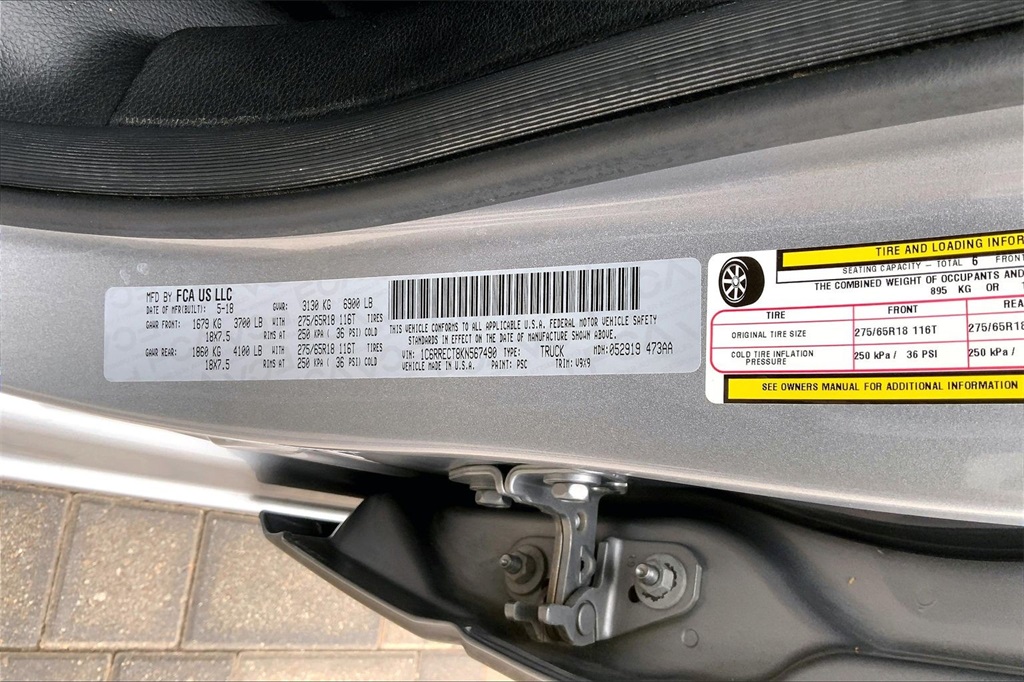 MFD BY FCA US LLC
DATE OF MFR(BUILT): 5-18 GVWR: 3130 KG 6900 LB
GAWR FRONT: 1679 KG 3700 LB WITH 275/65R18 116T
18X7.5 RIMS AT 250 KPA ( 36 PSI) COLD
GAWR REAR: 1860 KG 4100 LB WITH 275/65R18 116T
18X7.5 RIMS AT 250 KPA ( 36 PSI) COLD
THIS VEHICLE CONFORMS TO ALL APPLICABLE U.S.A. FEDERAL MOTOR VEHICLE SAFETY
STANDARDS IN EFFECT ON THE DATE OF MANUFACTURE SHOWN ABOVE.
VIN: 1C6RRECT8KN567490 TYPE: TRUCK MDH: 052919 473AA
VEHICLE MADE IN U.S.A. PAINT: PSC TRIM: V9X9
TIRE AND LOADING INFOR
SEATING CAPACITY - TOTAL 6 FRONT
THE COMBINED WEIGHT OF OCCUPANTS AND
895 KG OR 1
TIRE FRONT REA
ORIGINAL TIRE SIZE 275/65R18 116T 275/65R18
COLD TIRE INFLATION PRESSURE 250 kPa / 36 PSI 250 kPa /
SEE OWNERS MANUAL FOR ADDITIONAL INFORMATION